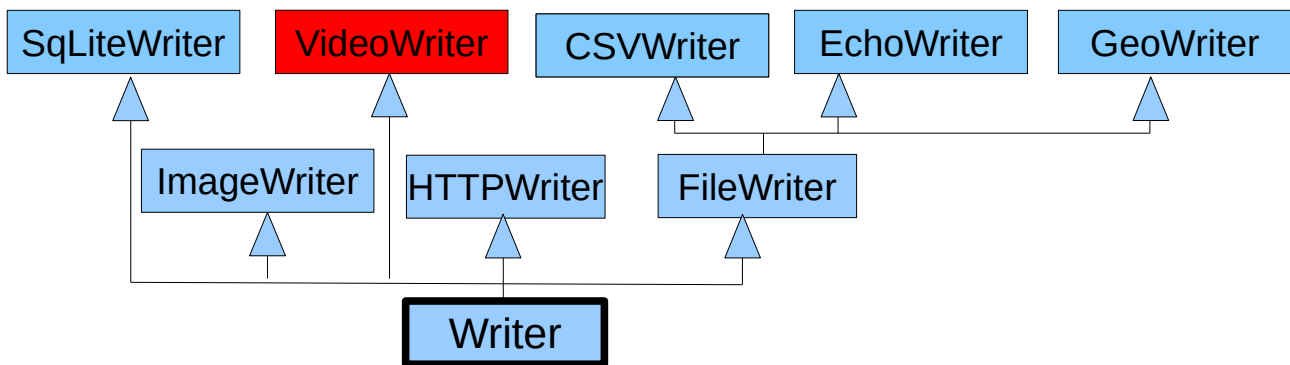 SqLiteWriter
VideoWriter
CSVWriter
EchoWriter
GeoWriter
ImageWriter
HTTPWriter
FileWriter
Writer